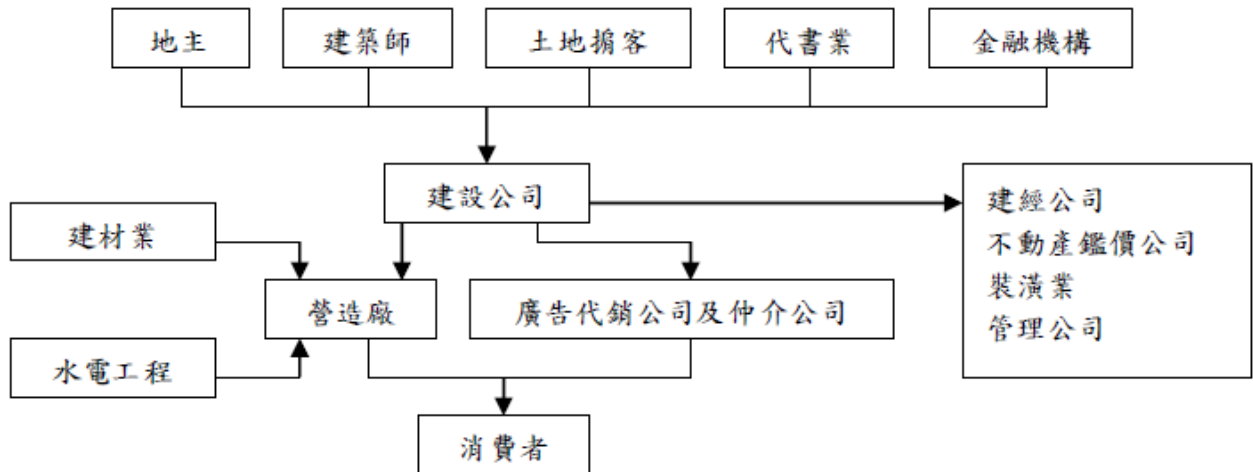 地主
建築師
土地掮客
代書業
金融機構
建設公司
建經公司
不動產鑑價公司
裝潢業
管理公司
建材業
營造廠
廣告代銷公司及仲介公司
水電工程
消費者